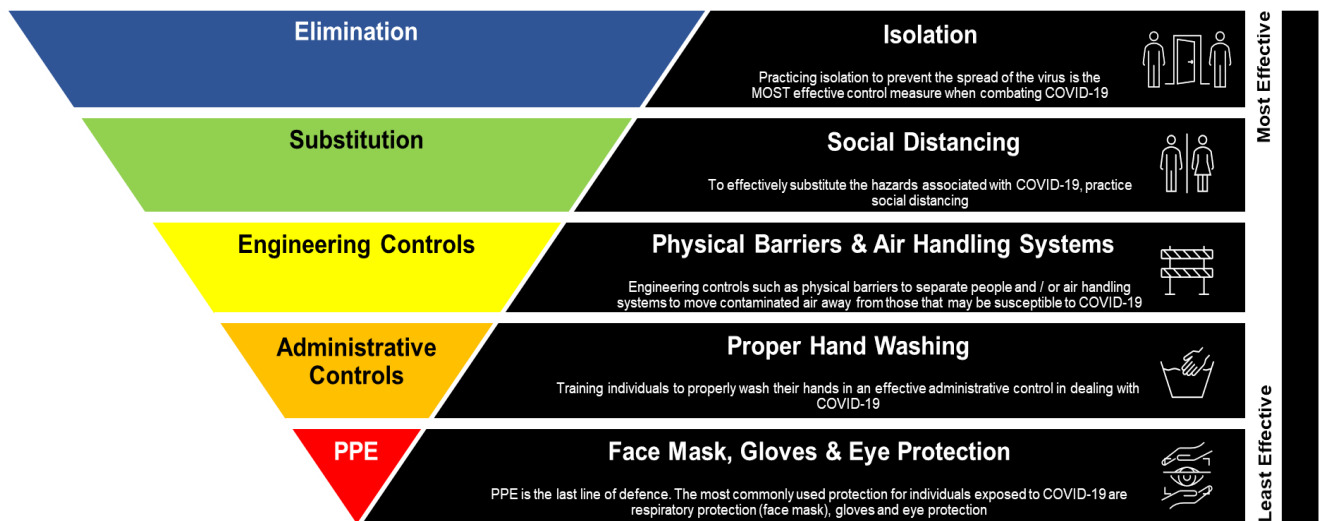 Elimination
Isolation
Practicing isolation to prevent the spread of the virus is the
MOST effective control measure when combating COVID-19
Most Effective
Substitution
Social Distancing
To effectively substitute the hazards associated with COVID-19, practice
social distancing
Engineering Controls
Physical Barriers & Air Handling Systems
Engineering controls such as physical barriers to separate people and / or air handling
systems to move contaminated air away from those that may be susceptible to COVID-19
Administrative
Controls
Proper Hand Washing
Training individuals to properly wash their hands in an effective administrative control in dealing with
COVID-19
PPE
Face Mask, Gloves & Eye Protection
PPE is the last line of defence. The most commonly used protection for individuals exposed to COVID-19 are
respiratory protection (face mask), gloves and eye protection
Least Effective